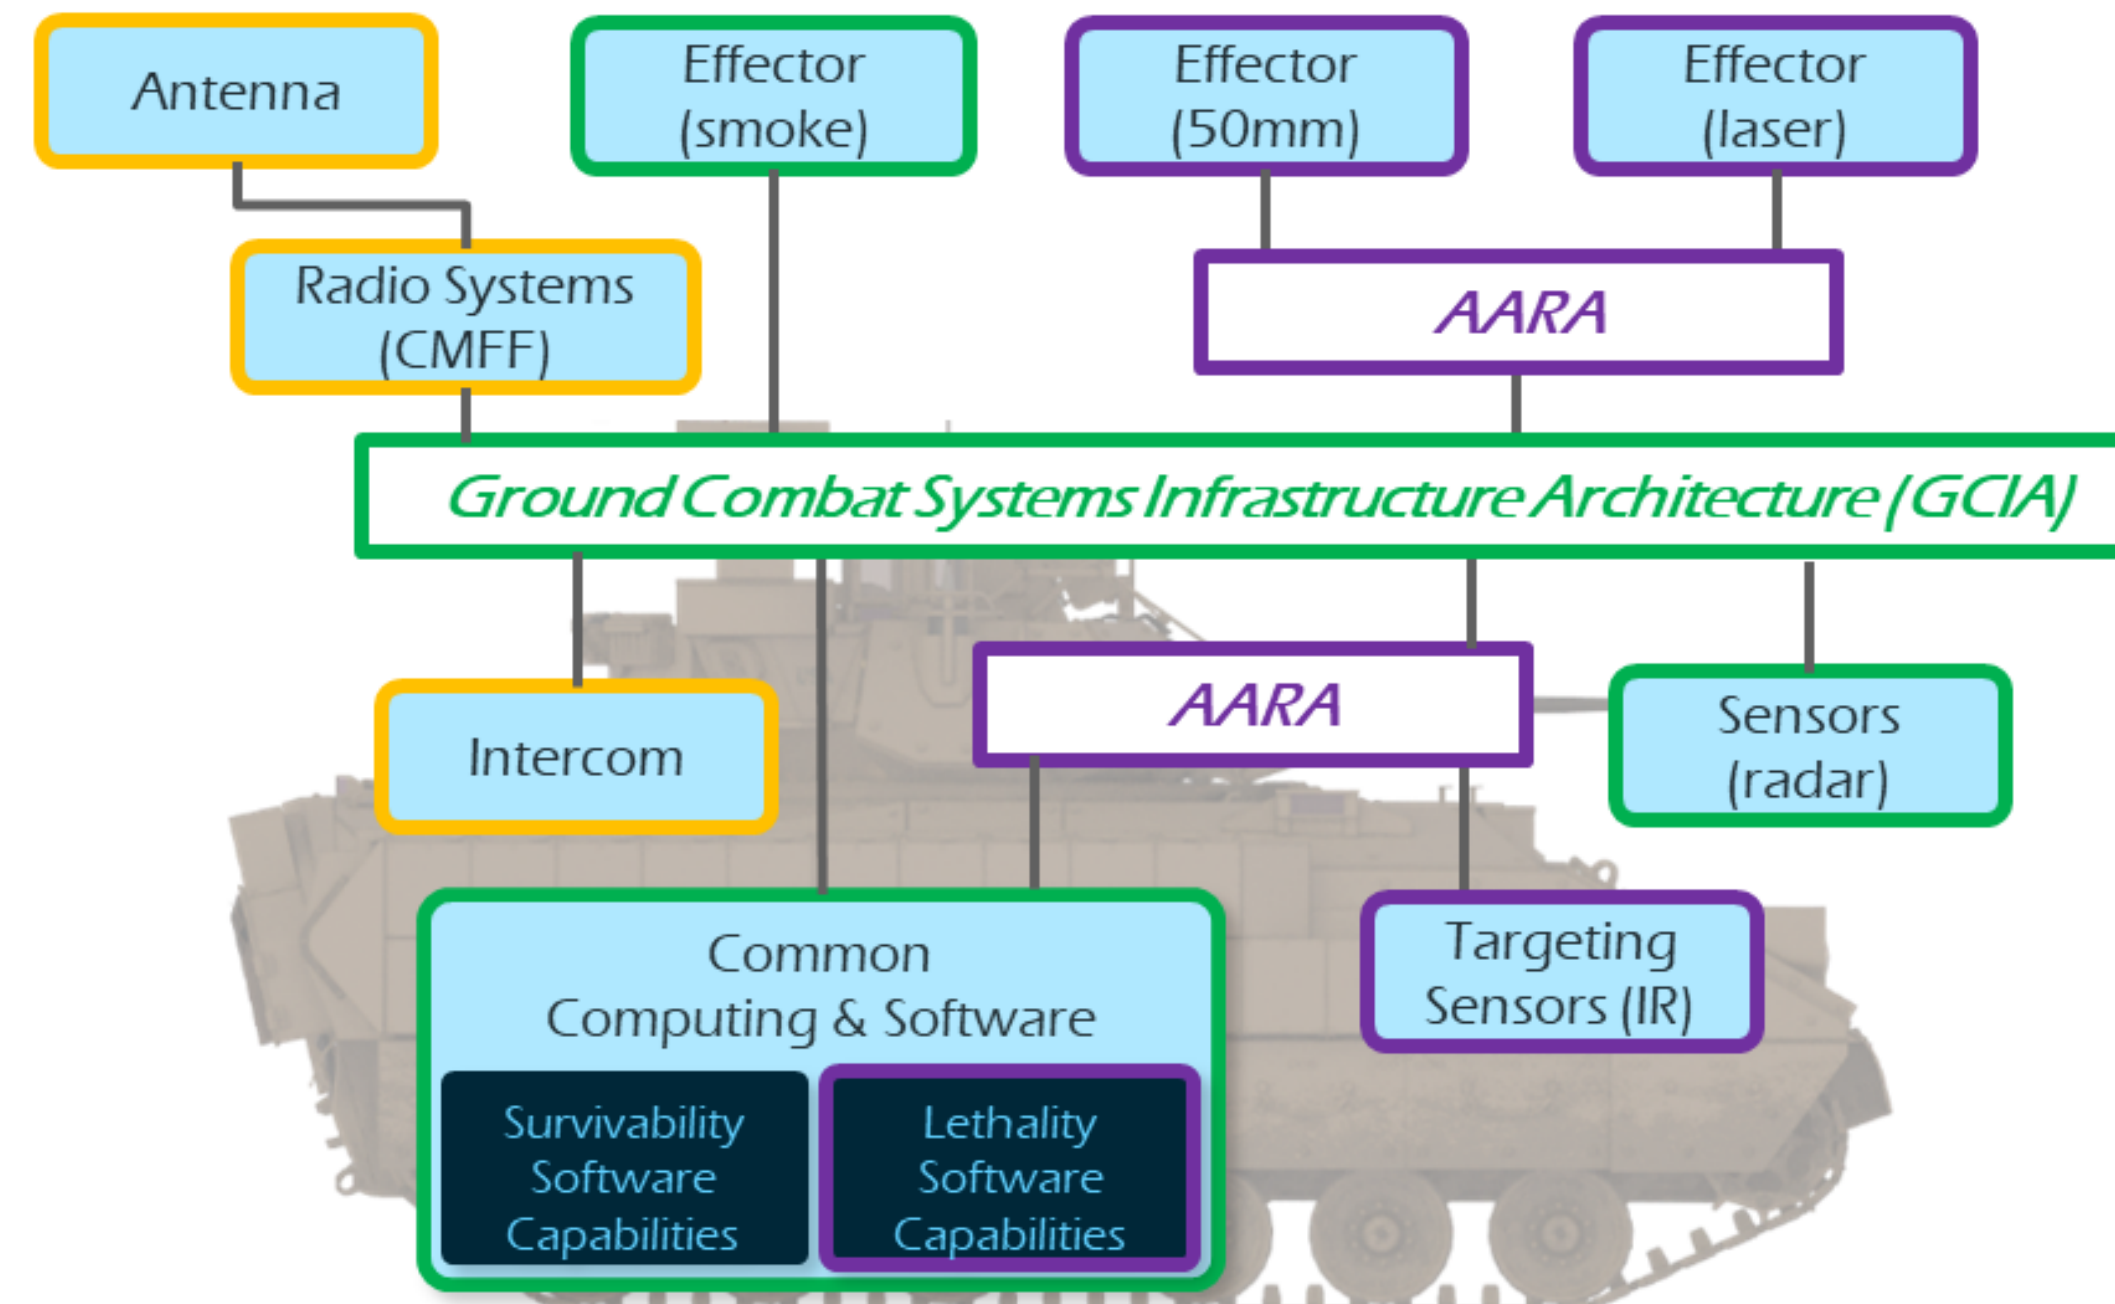 Antenna
Effector
(smoke)
Effector
(50mm)
Effector
(laser)
Radio Systems
(CMFF)
AARA
Ground Combat Systems Infrastructure Architecture (GCIA)
Intercom
AARA
Sensors
(radar)
Common
Computing & Software
Targeting
Sensors (IR)
Survivability
Software
Capabilities
Lethality
Software
Capabilities